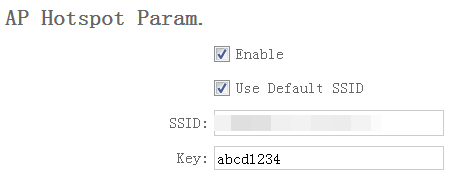 AP Hotspot Param.
Enable
Use Default SSID
SSID:
Key: abcd1234